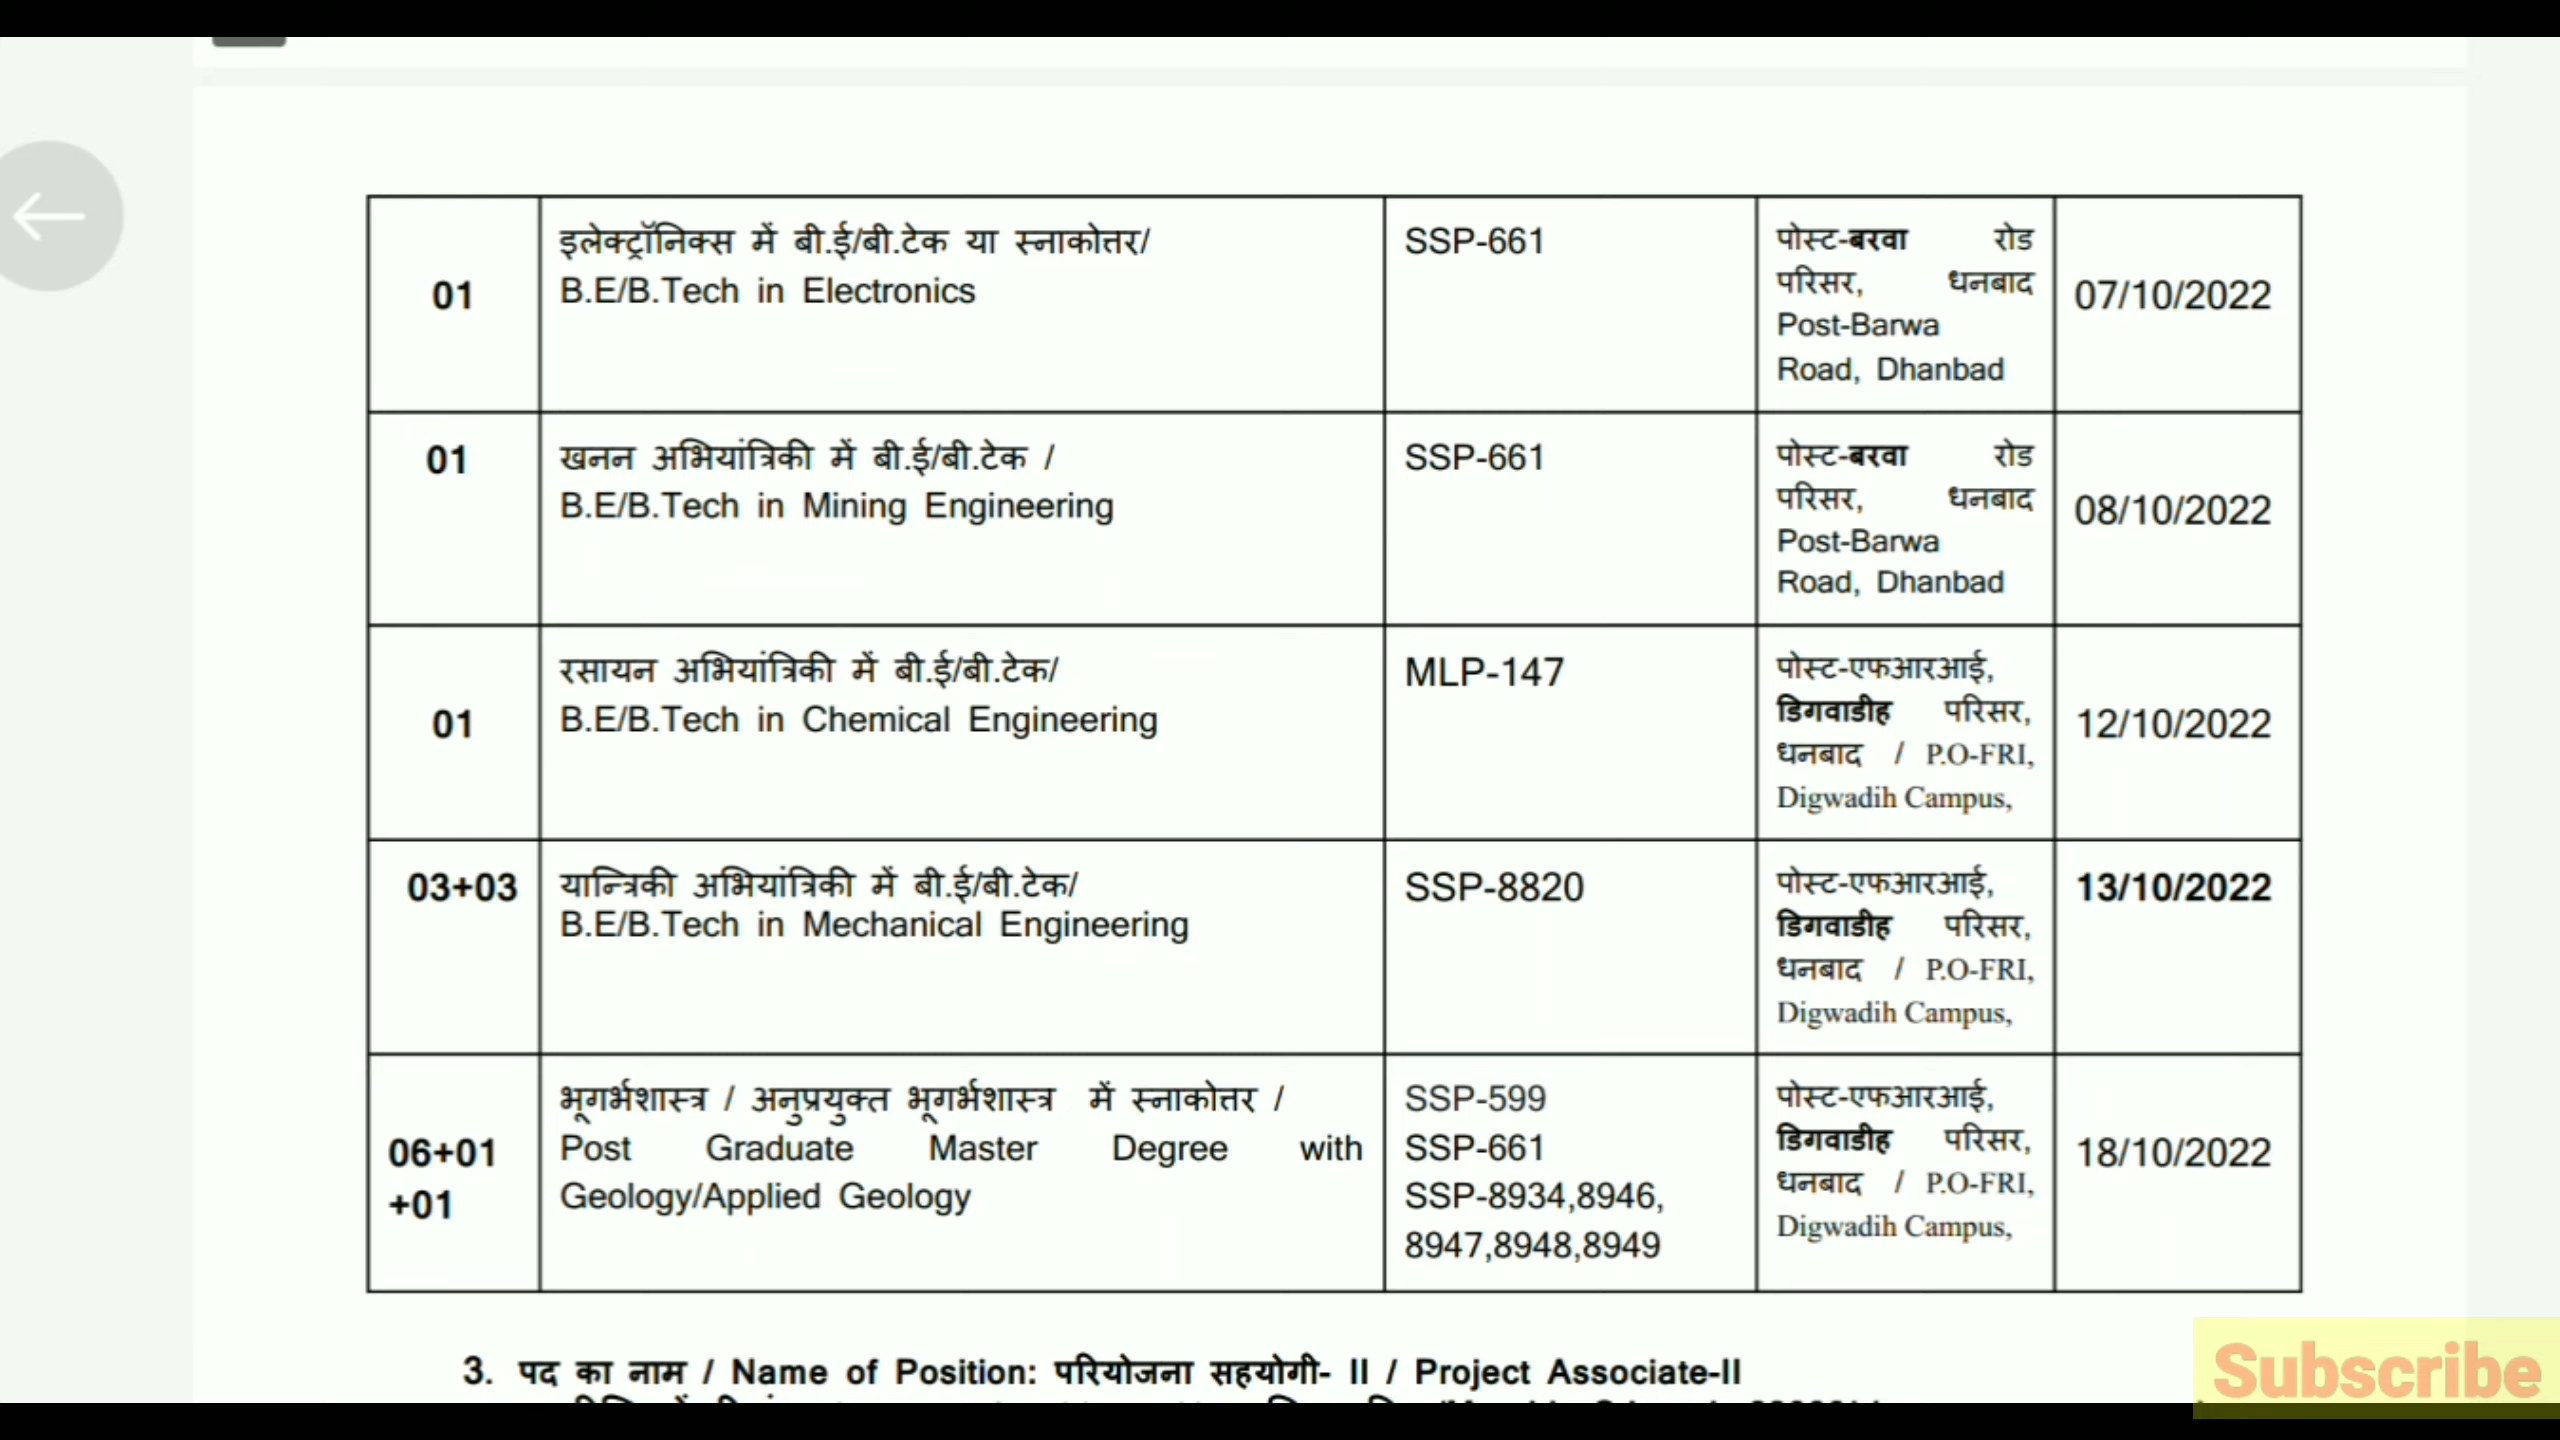 01
इलेक्ट्रॉनिक्स में बी.ई/बी.टेक या स्नाकोत्तर/
B.E/B.Tech in Electronics
SSP-661
पोस्ट-बरवा रोड
परिसर, धनबाद
Post-Barwa
Road, Dhanbad
07/10/2022
01
खनन अभियांत्रिकी में बी.ई/बी.टेक /
B.E/B.Tech in Mining Engineering
SSP-661
पोस्ट-बरवा रोड
परिसर, धनबाद
Post-Barwa
Road, Dhanbad
08/10/2022
01
रसायन अभियांत्रिकी में बी.ई/बी.टेक/
B.E/B.Tech in Chemical Engineering
MLP-147
पोस्ट-एफआरआई,
डिगवाडीह परिसर,
धनबाद / P.O-FRI,
Digwadih Campus,
12/10/2022
03+03
यान्त्रिकी अभियांत्रिकी में बी.ई/बी.टेक/
B.E/B.Tech in Mechanical Engineering
SSP-8820
पोस्ट-एफआरआई,
डिगवाडीह परिसर,
धनबाद / P.O-FRI,
Digwadih Campus,
13/10/2022
06+01
+01
भूगर्भशास्त्र / अनुप्रयुक्त भूगर्भशास्त्र में स्नाकोत्तर /
Post Graduate Master Degree with
Geology/Applied Geology
SSP-599
SSP-661
SSP-8934,8946,
8947,8948,8949
पोस्ट-एफआरआई,
डिगवाडीह परिसर,
धनबाद / P.O-FRI,
Digwadih Campus,
18/10/2022
3. पद का नाम / Name of Position: परियोजना सहयोगी- II / Project Associate-II
Subscribe